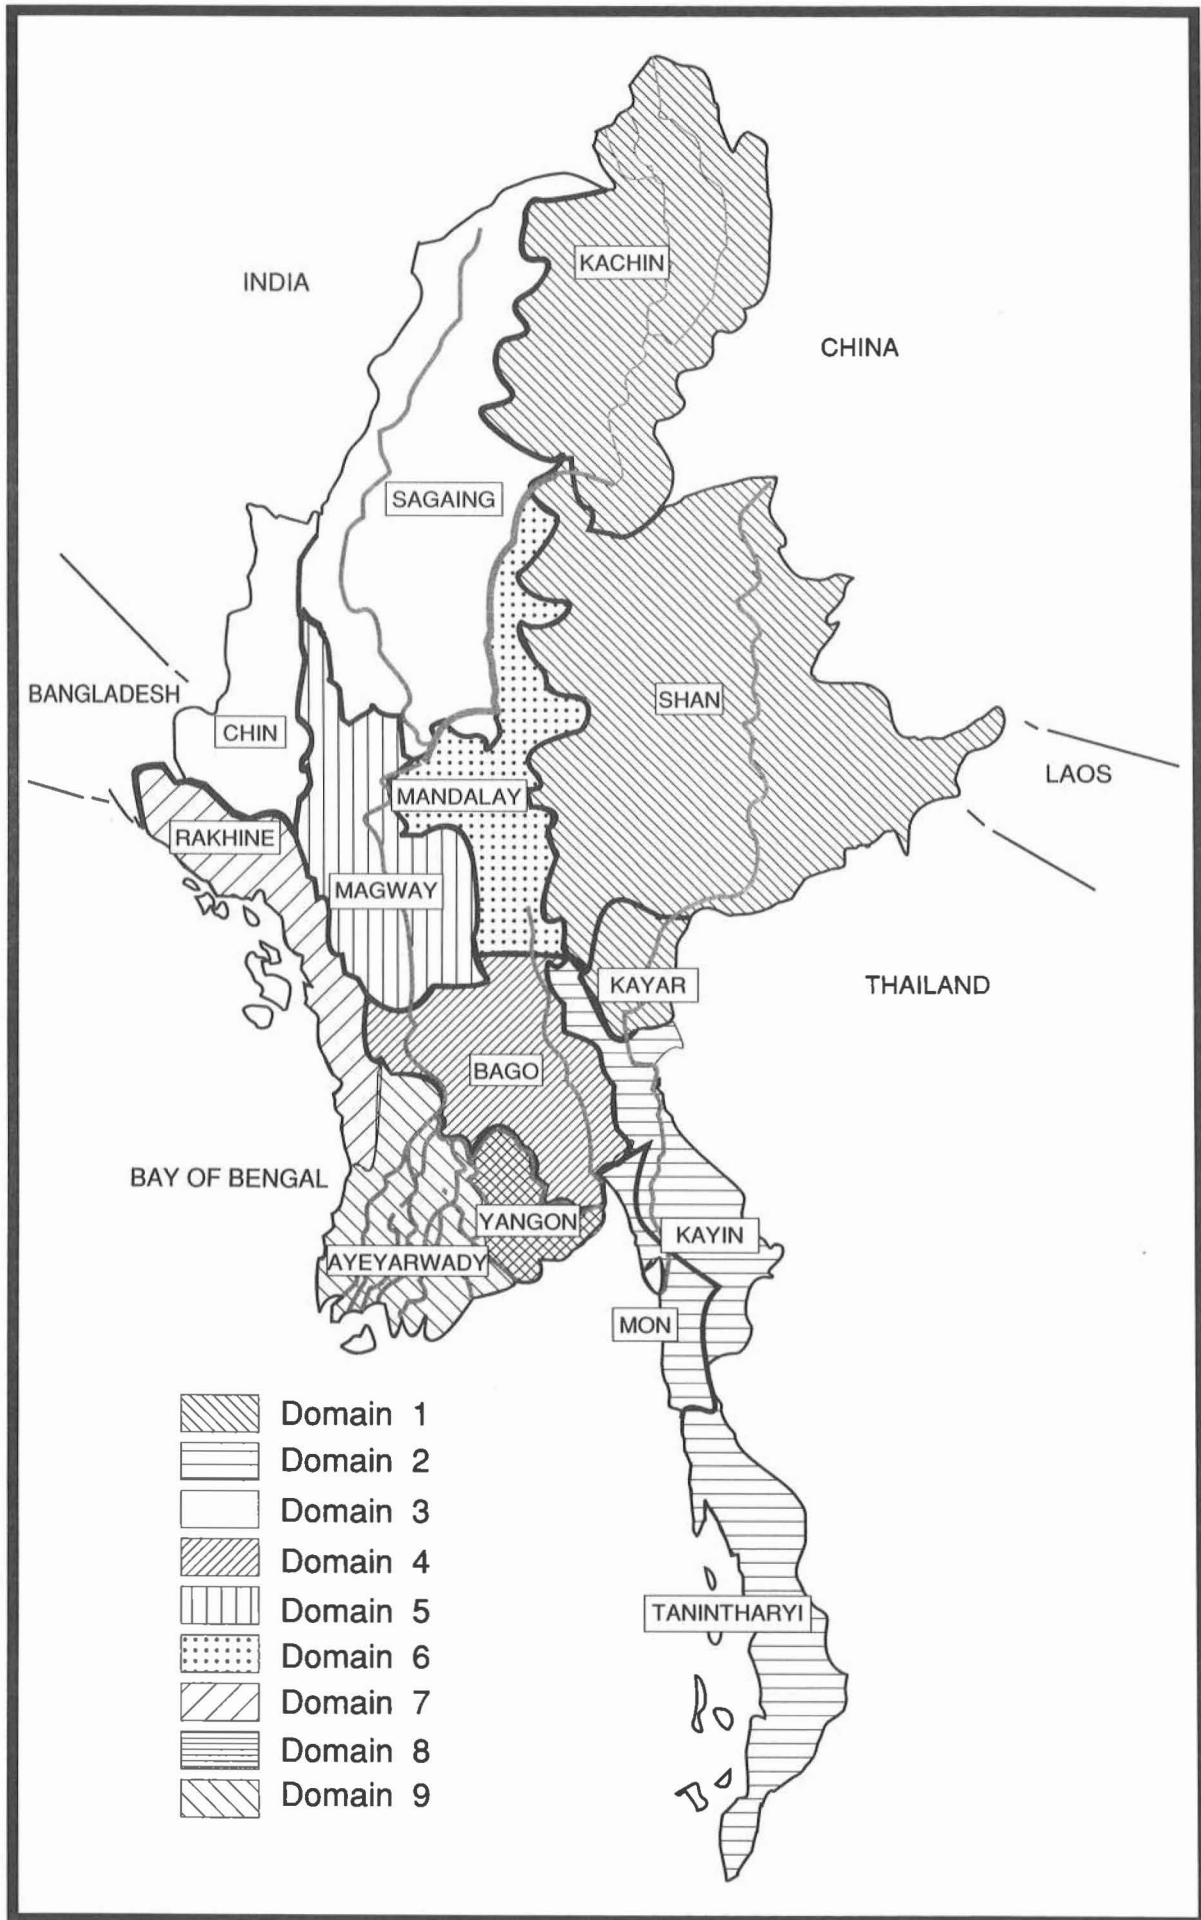 KACHIN
INDIA
CHINA
SAGAING
BANGLADESH
CHIN
SHAN
LAOS
MANDALAY
RAKHINE
MAGWAY
KAYAR
THAILAND
BAGO
BAY OF BENGAL
YANGON
KAYIN
AYEYARWADY
MON
Domain 1
Domain 2
Domain 3
Domain 4
Domain 5
TANINTHARYI
Domain 6
Domain 7
Domain 8
Domain 9